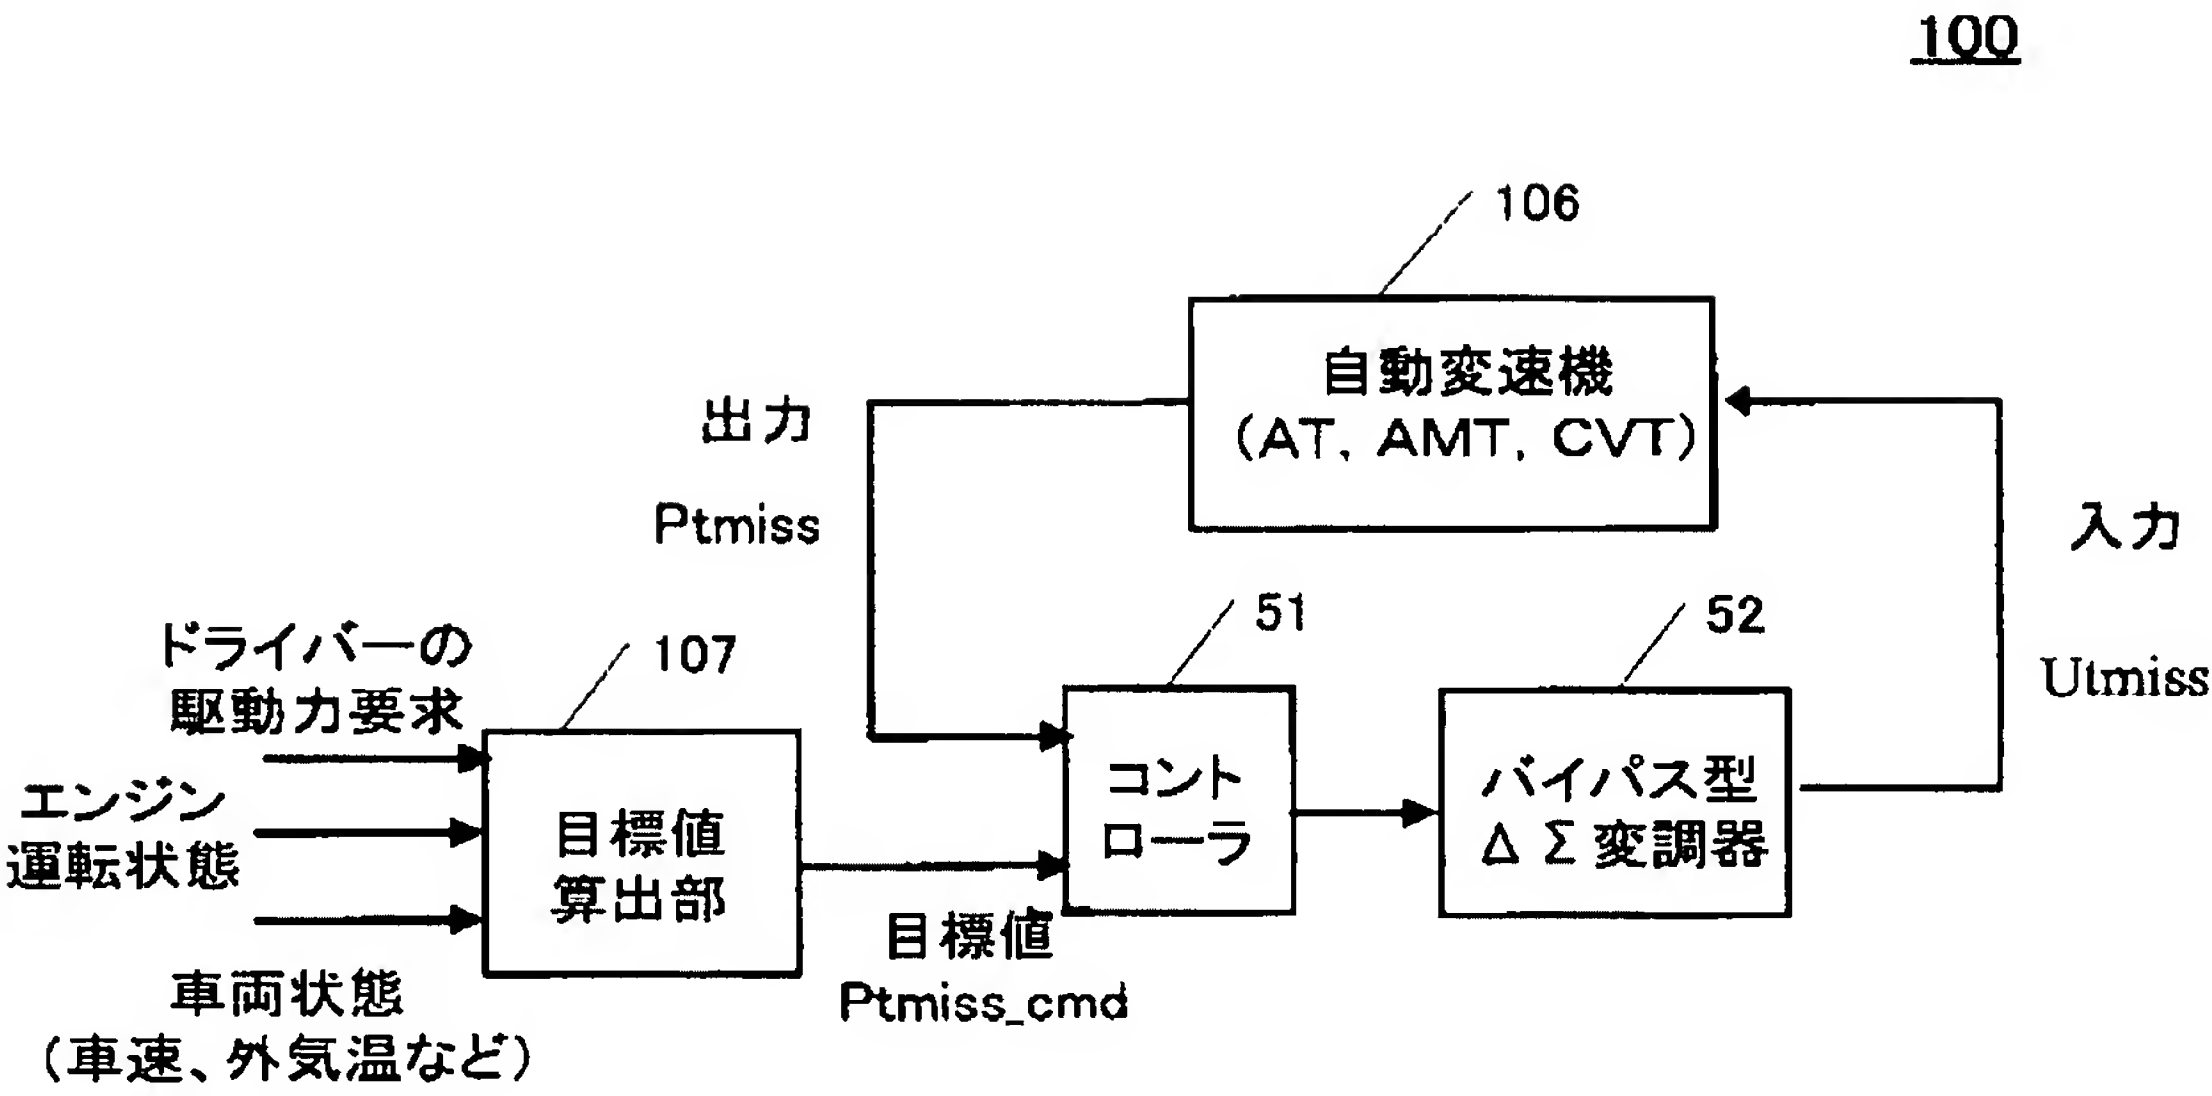 100
106
自動変速機
(AT, AMT, CVT)
出力
Ptmiss
入力
Utmiss
51
52
107
ドライバーの
駆動力要求
エンジン
運転状態
車両状態
(車速、外気温など)
目標値
算出部
目標値
Ptmiss_cmd
コント
ローラ
バイパス型
ΔΣ変調器